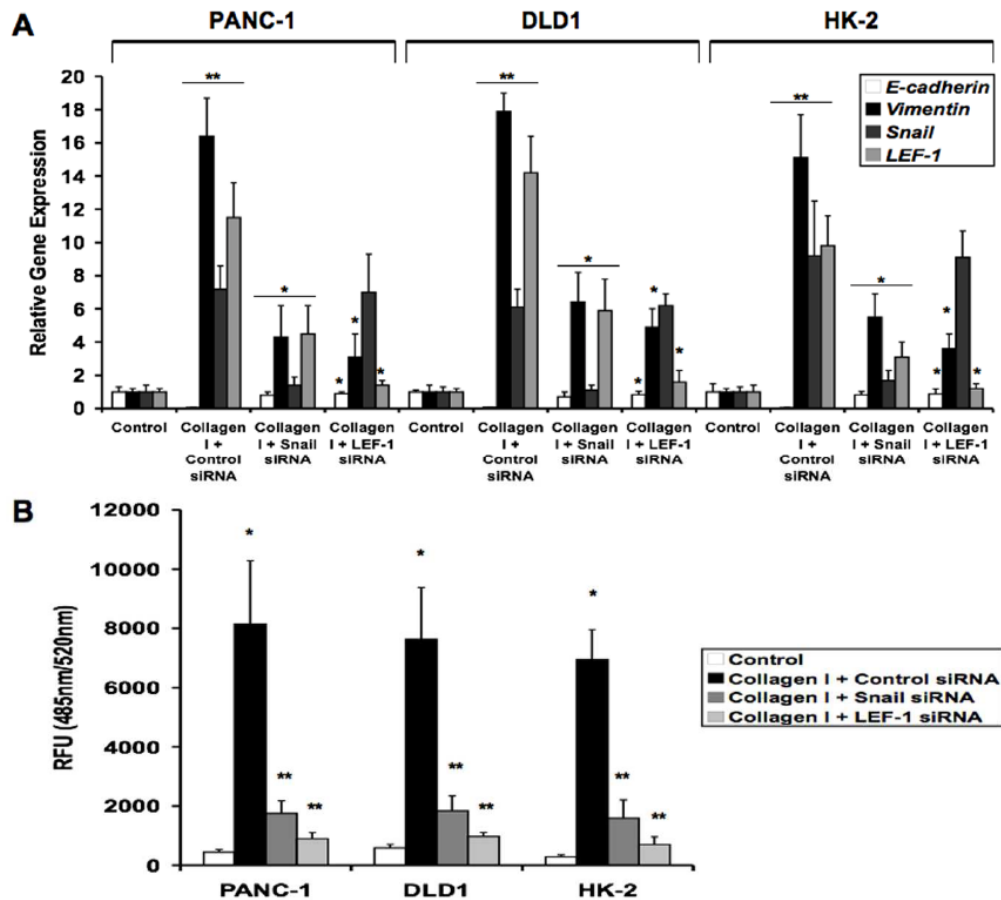 A
PANC-1 DLD1 HK-2
Relative Gene Expression
20
18
16
14
12
10
8
6
4
2
0
** ** **
* * * * *
* * * * *
* * * * *
E-cadherin
Vimentin
Snail
LEF-1
Control Collagen Collagen Collagen Control Collagen Collagen Collagen Control Collagen Collagen Collagen
I + I + Snail I + LEF-1 I + I + Snail I + LEF-1 I + I + Snail I + LEF-1
Control siRNA siRNA Control siRNA siRNA Control siRNA siRNA
siRNA siRNA siRNA
B
RFU (485nm/520nm)
12000
10000
8000
6000
4000
2000
0
* * *
** ** ** ** ** **
PANC-1 DLD1 HK-2
Control
Collagen I + Control siRNA
Collagen I + Snail siRNA
Collagen I + LEF-1 siRNA